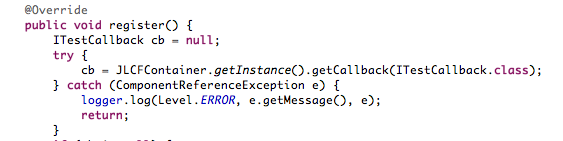 @Override
public void register() {
ITestCallback cb = null;
try {
cb = JLCFContainer.getInstance().getCallback(ITestCallback.class);
} catch (ComponentReferenceException e) {
logger.log(Level.ERROR, e.getMessage(), e);
return;
}